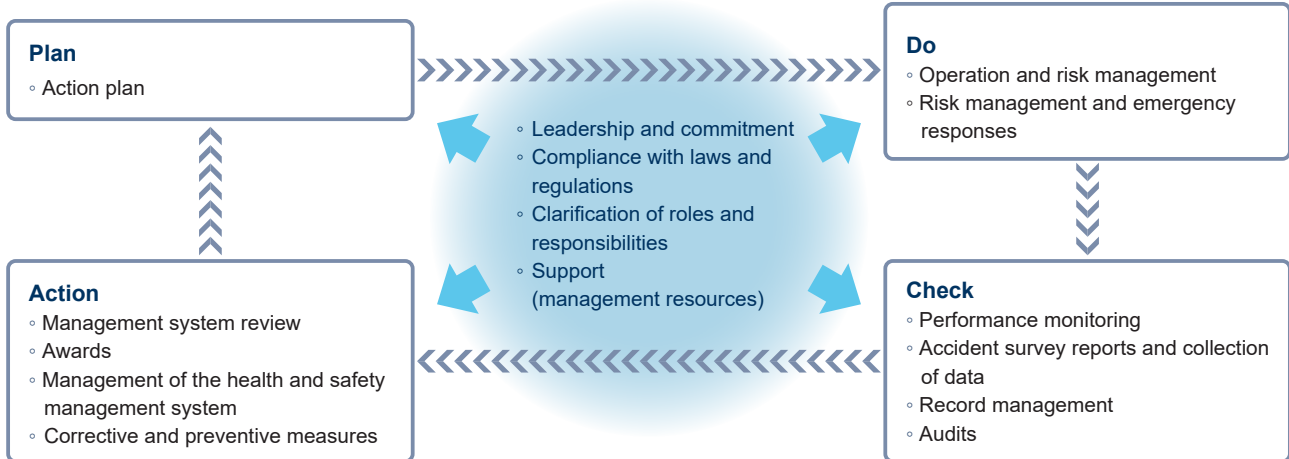 Plan
◦ Action plan
Do
◦ Operation and risk management
◦ Risk management and emergency
responses
◦ Leadership and commitment
◦ Compliance with laws and
regulations
◦ Clarification of roles and
responsibilities
◦ Support
(management resources)
Action
◦ Management system review
◦ Awards
◦ Management of the health and safety
management system
◦ Corrective and preventive measures
Check
◦ Performance monitoring
◦ Accident survey reports and collection
of data
◦ Record management
◦ Audits